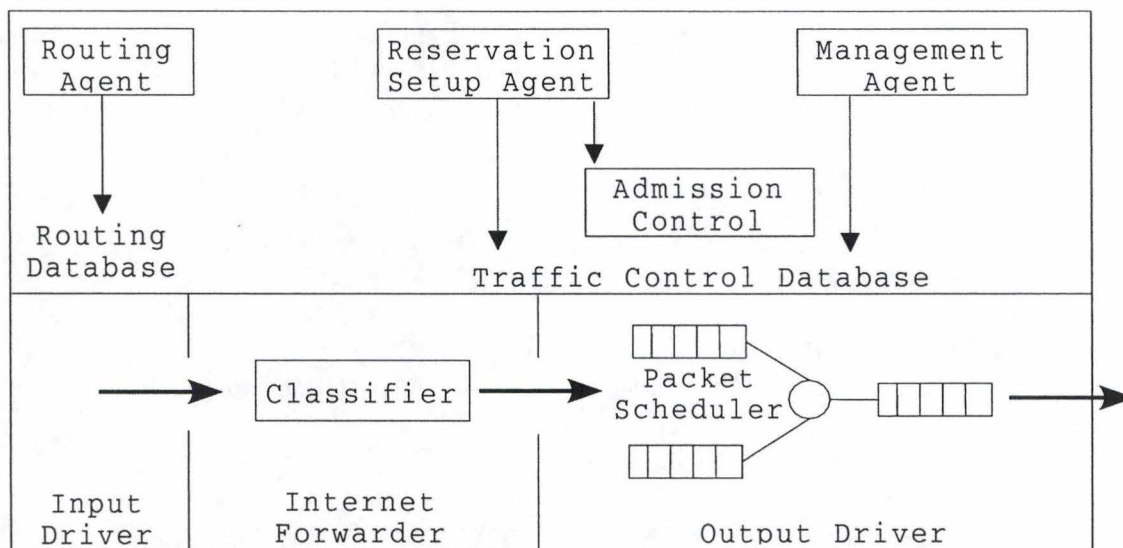 Routing
Agent
Reservation
Setup Agent
Management
Agent
Admission
Control
Routing
Database
Traffic Control Database
Classifier
Packet
Scheduler
Input
Driver
Internet
Forwarder
Output Driver